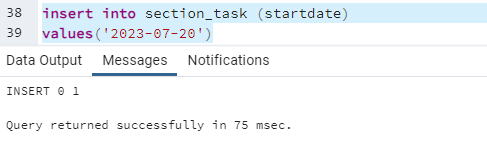 38 insert into section_task (startdate)
39 values('2023-07-20')
Data Output Messages Notifications
INSERT 0 1
Query returned successfully in 75 msec.